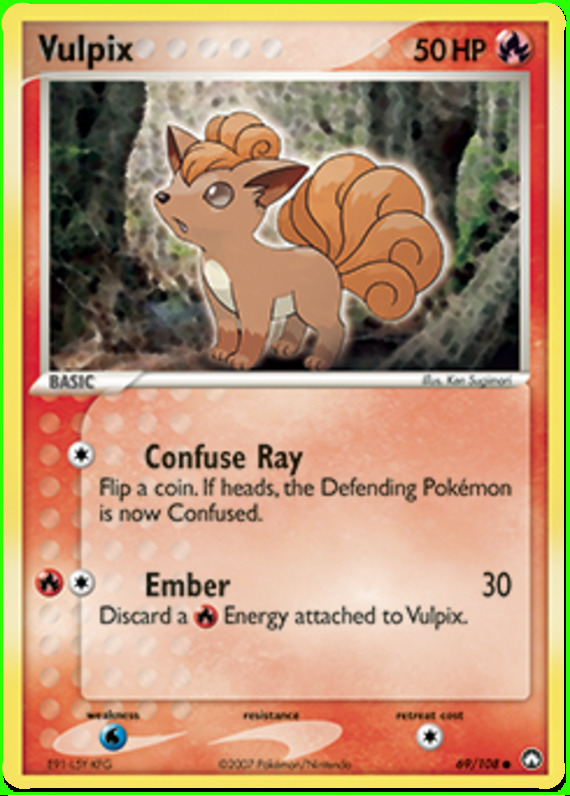 Vulpix 50 HP
BASIC
Illus. Ken Sugimori
Confuse Ray
Flip a coin. If heads, the Defending Pokémon
is now Confused.
Ember 30
Discard a Energy attached to Vulpix.
weakness resistance retreat cost
©2007 Pokémon/Nintendo 69/108